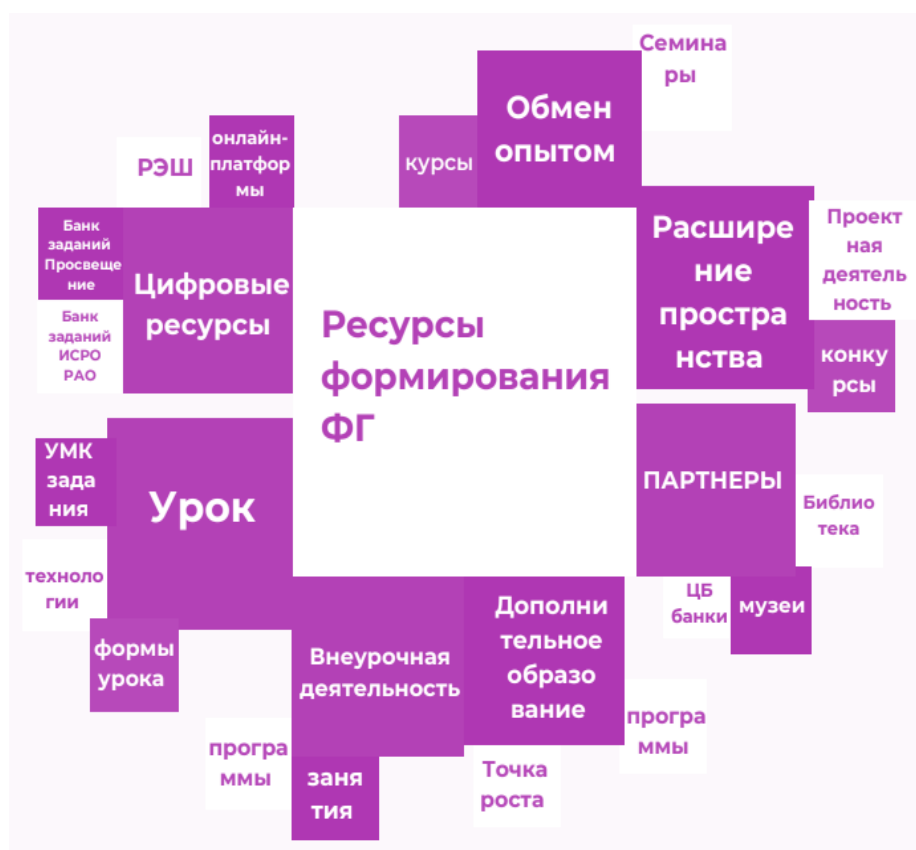 Семина
ры
Обмен
опытом
курсы
онлайн-
платфор
мы
РЭШ
Банк
заданий
Просвеще
ние
Цифровые
ресурсы
Банк
заданий
ИСРО
РАО
Расшире
ние
простра
нства
Проект
ная
деятель
ность
конку
рсы
Ресурсы
формирования
ФГ
УМК
зада
ния
Урок
техноло
гии
формы
урока
ПАРТНЕРЫ
Библио
тека
ЦБ
банки
музеи
Внеурочная
деятельность
Дополни
тельное
образо
вание
програ
ммы
заня
тия
Точка
роста
програ
ммы